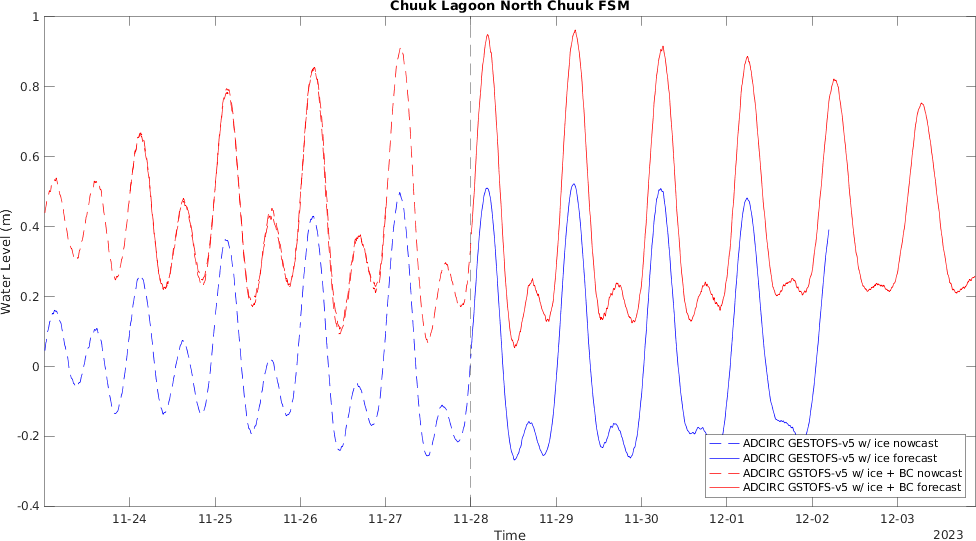 Chuuk Lagoon North Chuuk FSM
Water Level (m)
1
0.8
0.6
0.4
0.2
0
-0.2
-0.4
ADCIRC GESTOFS-v5 w/ ice nowcast
ADCIRC GESTOFS-v5 w/ ice forecast
ADCIRC GSTOFS-v5 w/ ice + BC nowcast
ADCIRC GSTOFS-v5 w/ ice + BC forecast
11-24 11-25 11-26 11-27 11-28 11-29 11-30 12-01 12-02 12-03
Time
2023